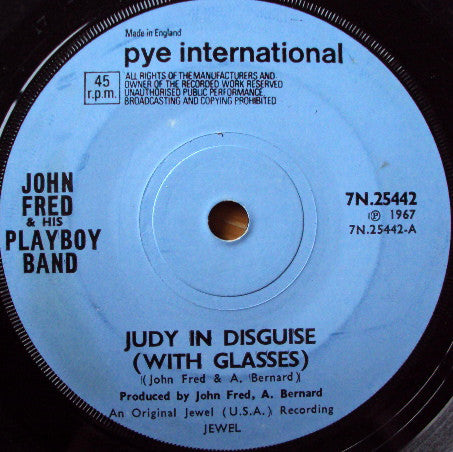 Made in England
pye international
45
r.p.m.
ALL RIGHTS OF THE MANUFACTURERS AND
OWNER OF THE RECORDED WORK RESERVED
UNAUTHORISED PUBLIC PERFORMANCE,
BROADCASTING AND COPYING PROHIBITED
JOHN
FRED
& HIS
PLAYBOY
BAND
7N.25442
℗ 1967
7N.25442-A
JUDY IN DISGUISE
(WITH GLASSES)
(John Fred & A. Bernard)
Produced by John Fred, A. Bernard
An Original Jewel (U.S.A.) Recording
JEWEL